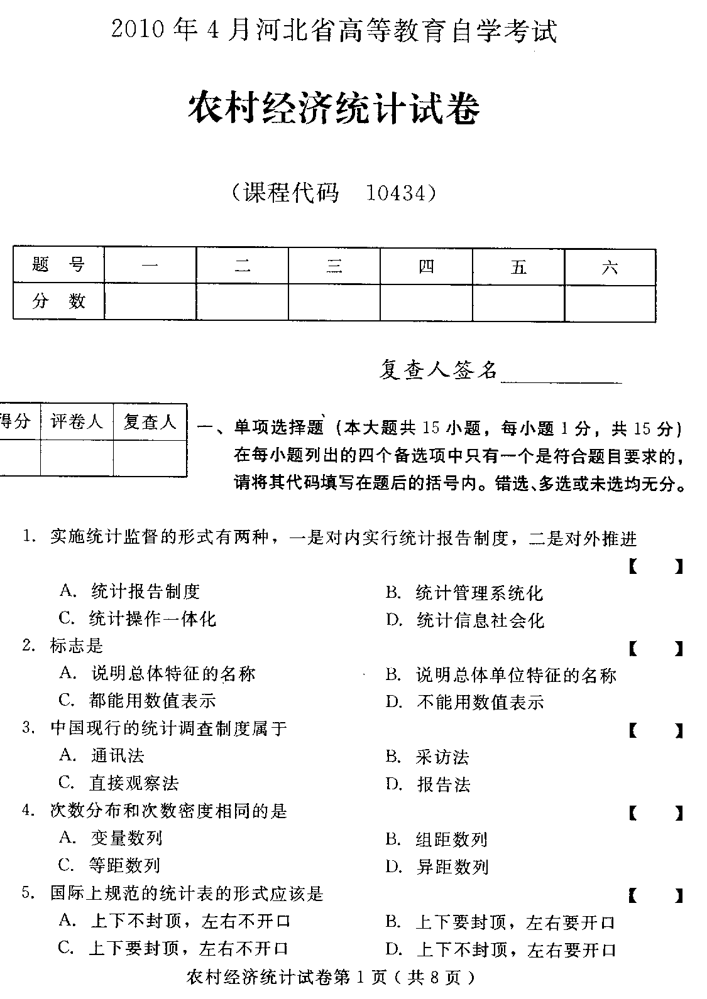 2010年4月河北省高等教育自学考试
农村经济统计试卷
（课程代码 10434）
题 号 一 二 三 四 五 六
分 数
复查人签名
得分 评卷人 复查人
一、单项选择题（本大题共15小题，每小题1分，共15分）
在每小题列出的四个备选项中只有一个是符合题目要求的，
请将其代码填写在题后的括号内。错选、多选或未选均无分。
1. 实施统计监督的形式有两种，一是对内实行统计报告制度，二是对外推进
【 】
A. 统计报告制度 B. 统计管理系统化
C. 统计操作一体化 D. 统计信息社会化
2. 标志是 【 】
A. 说明总体特征的名称 B. 说明总体单位特征的名称
C. 都能用数值表示 D. 不能用数值表示
3. 中国现行的统计调查制度属于 【 】
A. 通讯法 B. 采访法
C. 直接观察法 D. 报告法
4. 次数分布和次数密度相同的是 【 】
A. 变量数列 B. 组距数列
C. 等距数列 D. 异距数列
5. 国际上规范的统计表的形式应该是 【 】
A. 上下不封顶，左右不开口 B. 上下要封顶，左右要开口
C. 上下要封顶，左右不开口 D. 上下不封顶，左右要开口
农村经济统计试卷第1页（共8页）